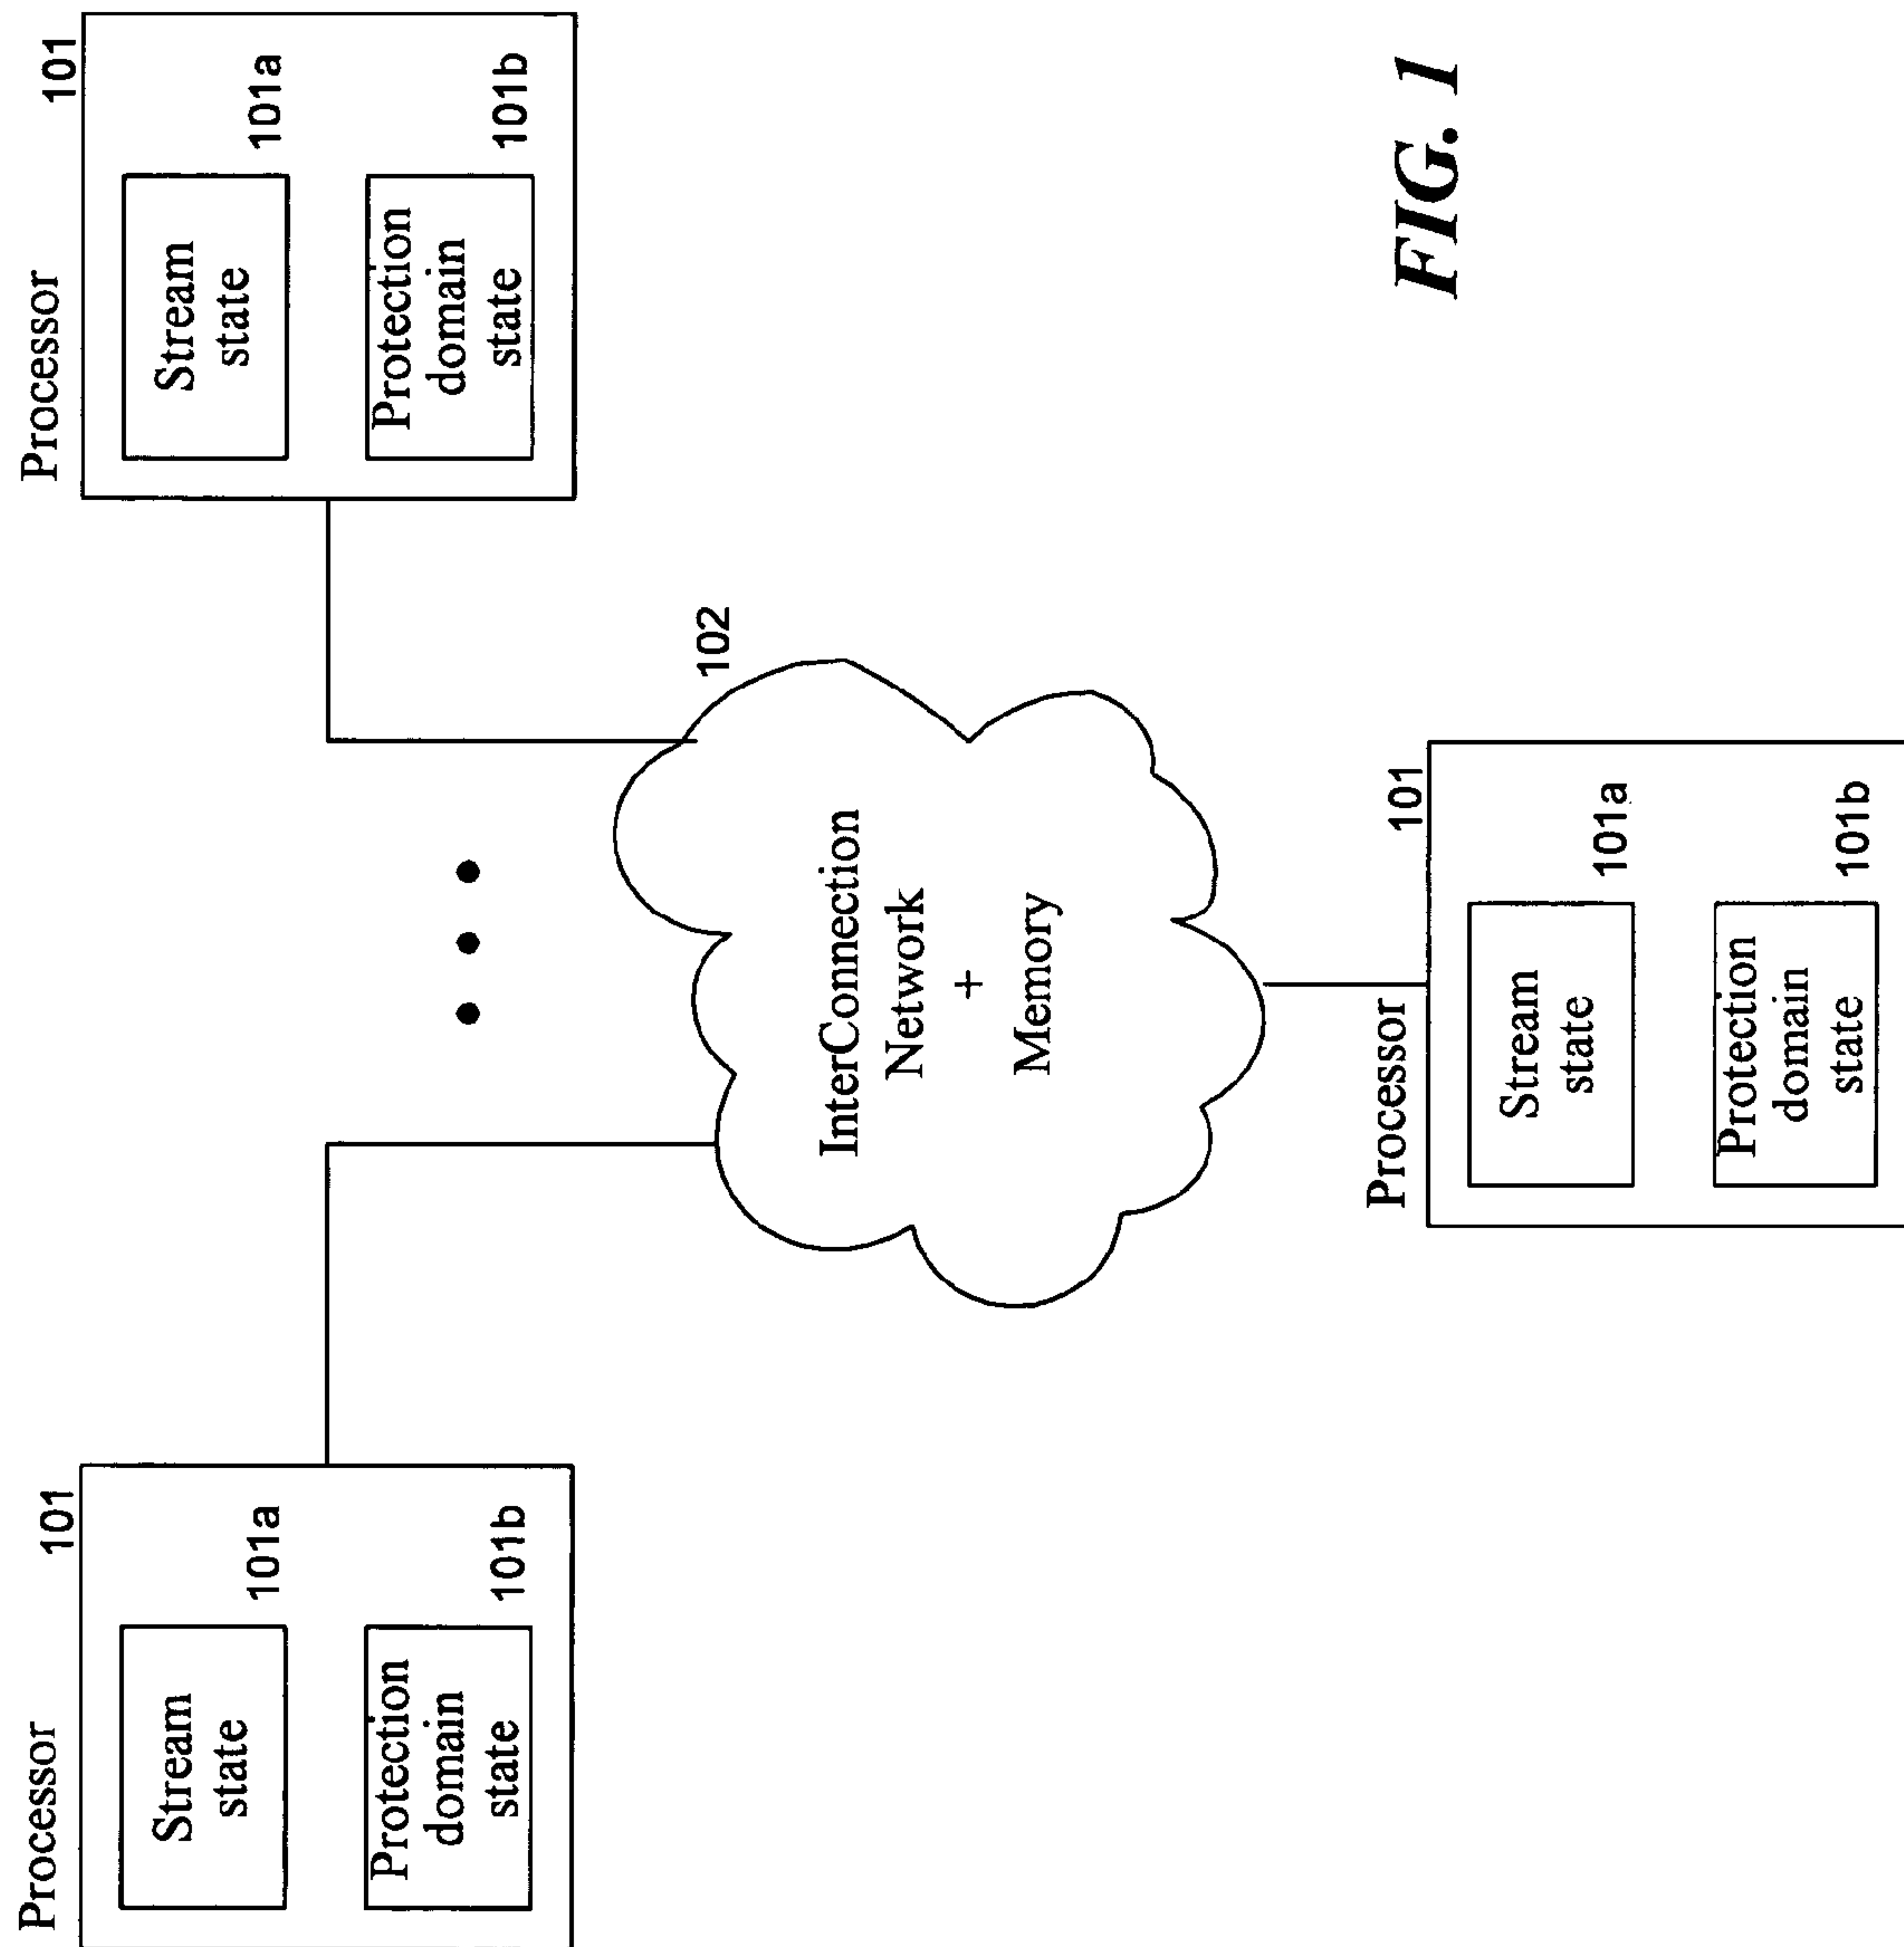 Processor
101
Stream
state
101a
Protection
domain
state
101b
Processor
101
Stream
state
101a
Protection
domain
state
101b
102
InterConnection
Network
+
Memory
Processor
101
Stream
state
101a
Protection
domain
state
101b
FIG. 1